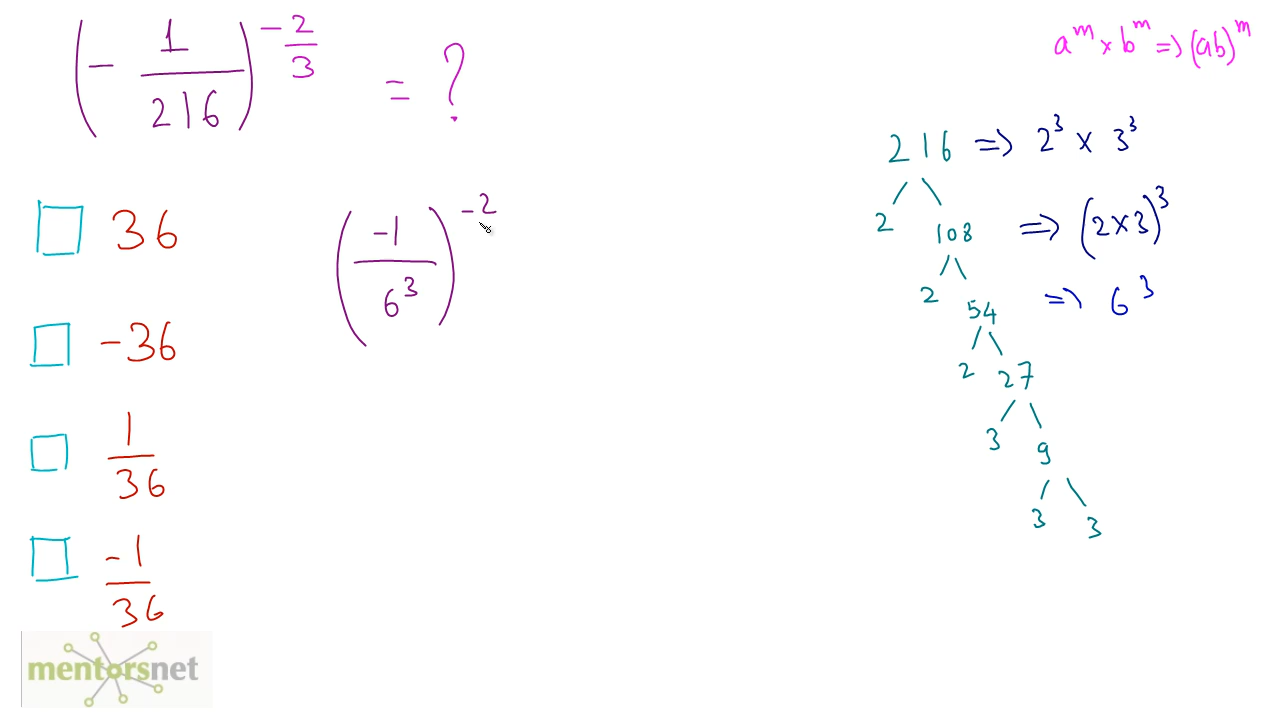 (- 1/216)^(-2/3) = ?
a^m × b^m => (ab)^m
36
-36
1/36
-1/36
(-1/6^3)^(-2
216 => 2^3 × 3^3
2 108 => (2×3)^3
2 54 => 6^3
2 27
3 9
3 3
mentorsnet